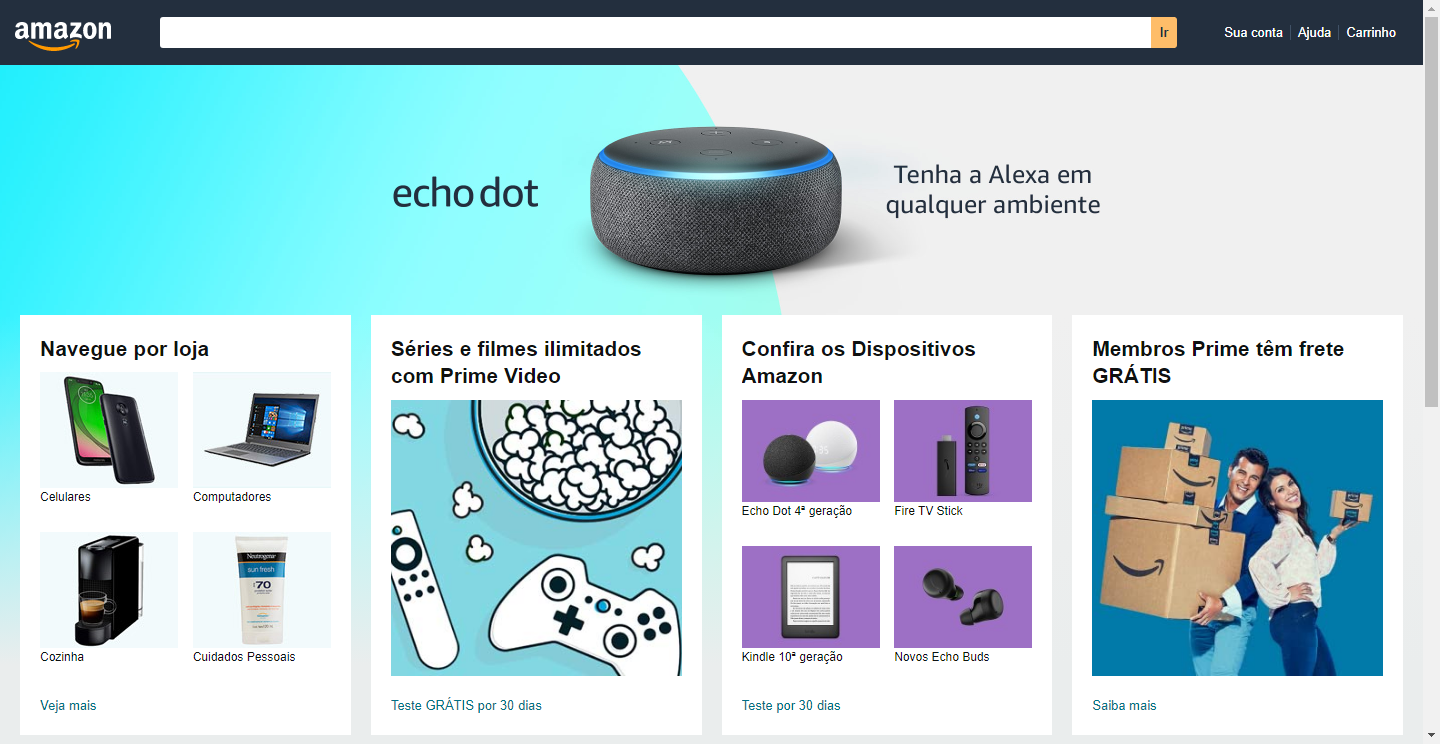 amazon
Ir
Sua conta
Ajuda
Carrinho
echo dot
Tenha a Alexa em
qualquer ambiente
Navegue por loja
Celulares
Computadores
Neutrogena
sun fresh
70
Cozinha
Cuidados Pessoais
Veja mais
Séries e filmes ilimitados
com Prime Video
Teste GRÁTIS por 30 dias
Confira os Dispositivos
Amazon
Echo Dot 4ª geração
Fire TV Stick
Kindle 10ª geração
Novos Echo Buds
Teste por 30 dias
Membros Prime têm frete
GRÁTIS
Saiba mais